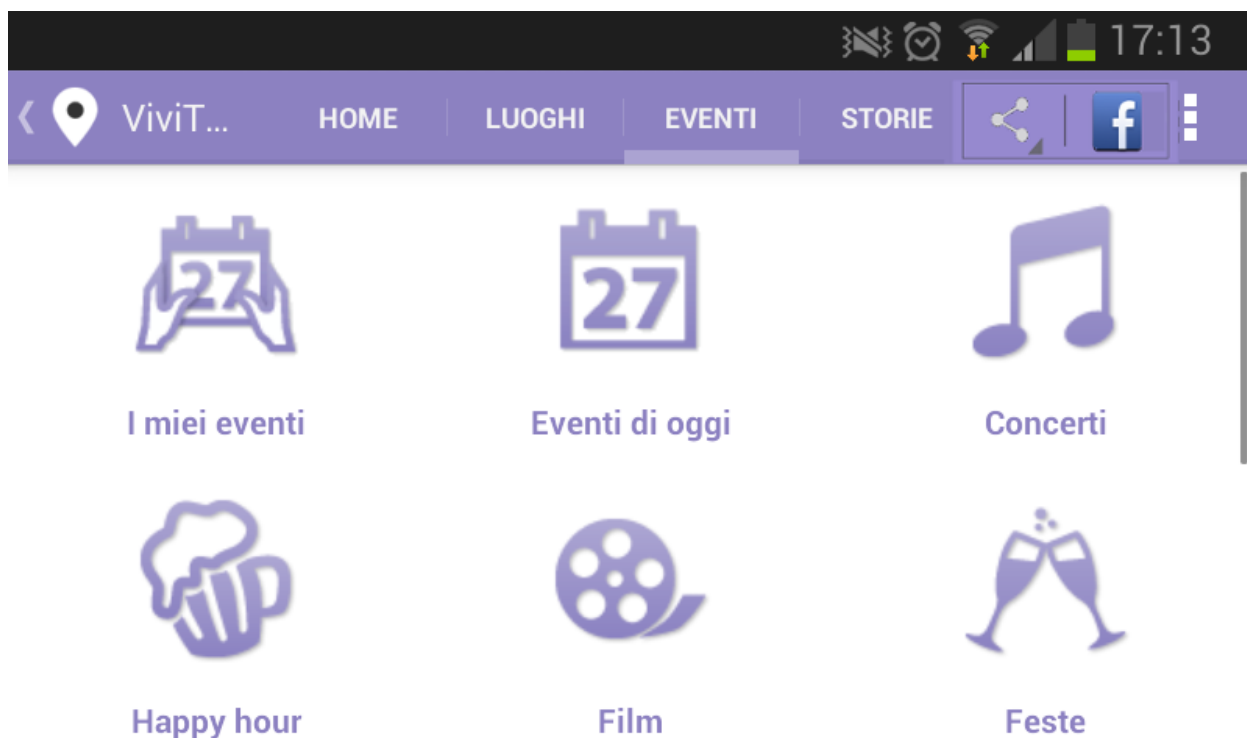 17:13
ViviT... HOME LUOGHI EVENTI STORIE f
27 27
I miei eventi Eventi di oggi Concerti
Happy hour Film Feste